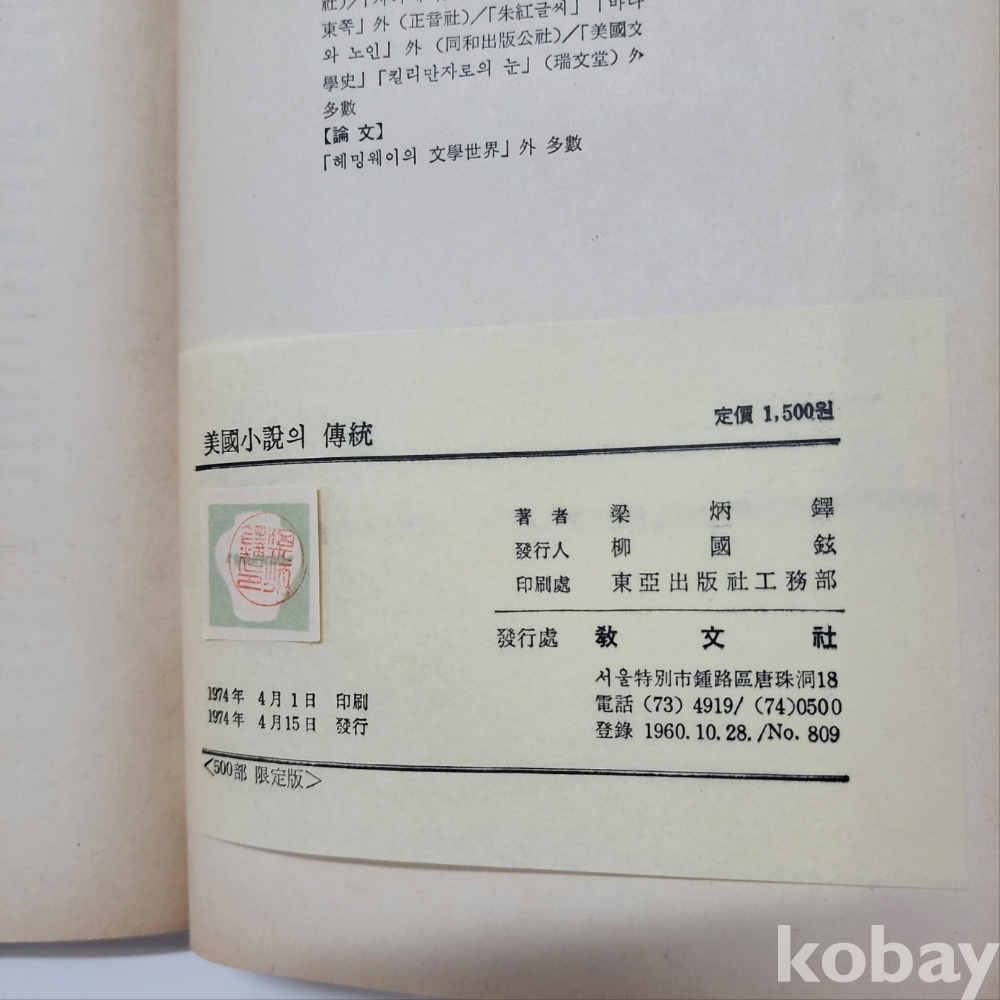 東쪽」外 (正音社)/「朱紅글씨」「바다
와 노인」外 (同和出版公社)/「美國文
學史」「킬리만자로의 눈」(瑞文堂) 外
多數
【論 文】
「헤밍웨이의 文學世界」外 多數
定價 1,500원
美國小說의 傳統
著 者 梁 炳 鐸
發行人 柳 國 鉉
印刷處 東亞出版社工務部
發行處 敎 文 社
서울特別市鍾路區唐珠洞18
電話 (73) 4919/ (74)0500
登錄 1960.10.28./No. 809
1974年 4月 1日 印刷
1974年 4月 15日 發行
<500部 限定版>
kobay